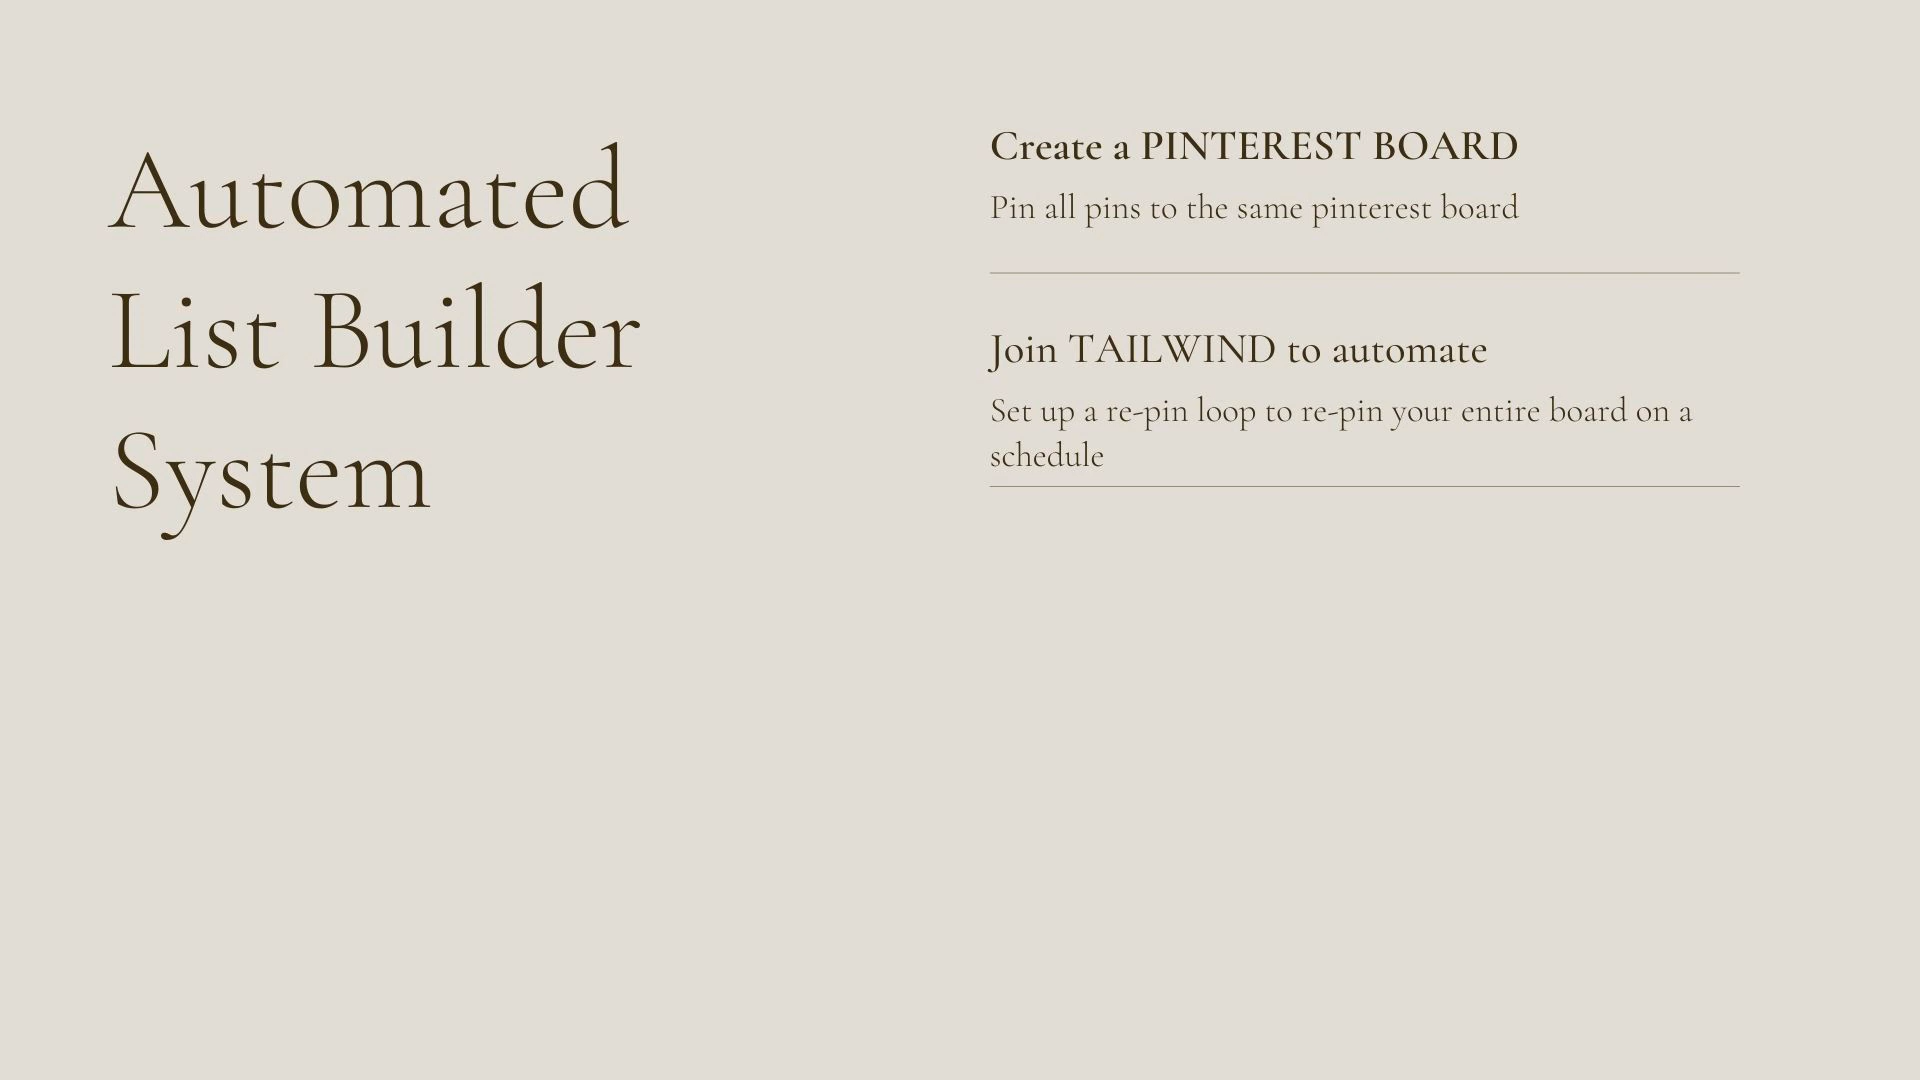 Automated
List Builder
System
Create a PINTEREST BOARD
Pin all pins to the same pinterest board
Join TAILWIND to automate
Set up a re-pin loop to re-pin your entire board on a
schedule